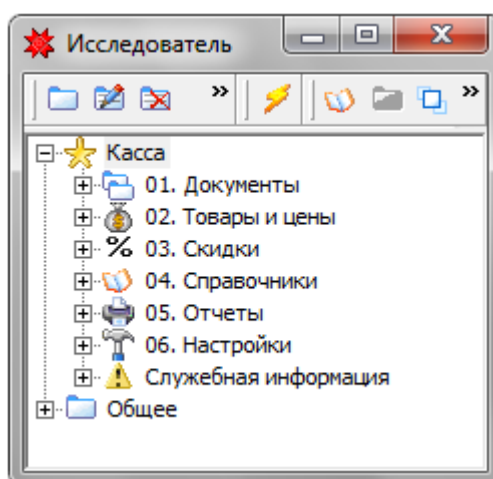 Исследователь
Касса
01. Документы
02. Товары и цены
% 03. Скидки
04. Справочники
05. Отчеты
06. Настройки
Служебная информация
Общее